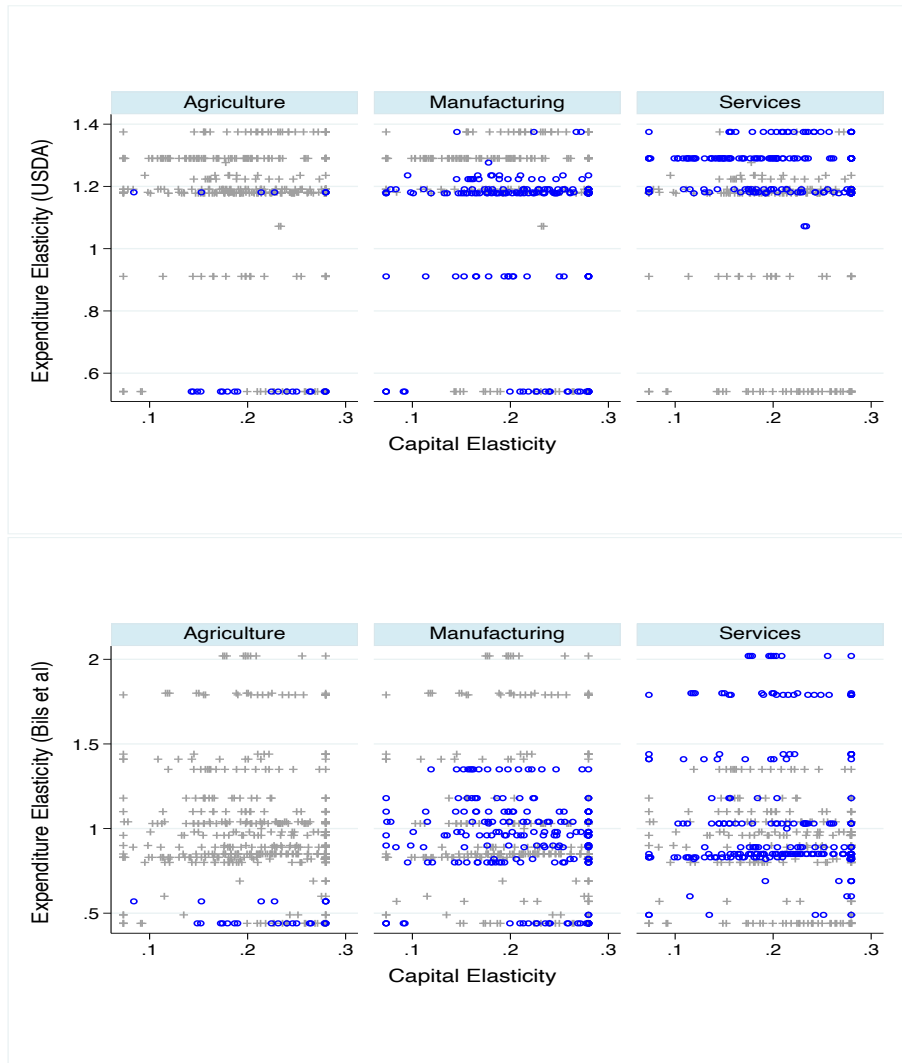 Agriculture Manufacturing Services
Expenditure Elasticity (USDA)
1.4
1.2
1
.8
.6
.1 .2 .3 .1 .2 .3 .1 .2 .3
Capital Elasticity
Agriculture Manufacturing Services
Expenditure Elasticity (Bils et al)
2
1.5
1
.5
.1 .2 .3 .1 .2 .3 .1 .2 .3
Capital Elasticity